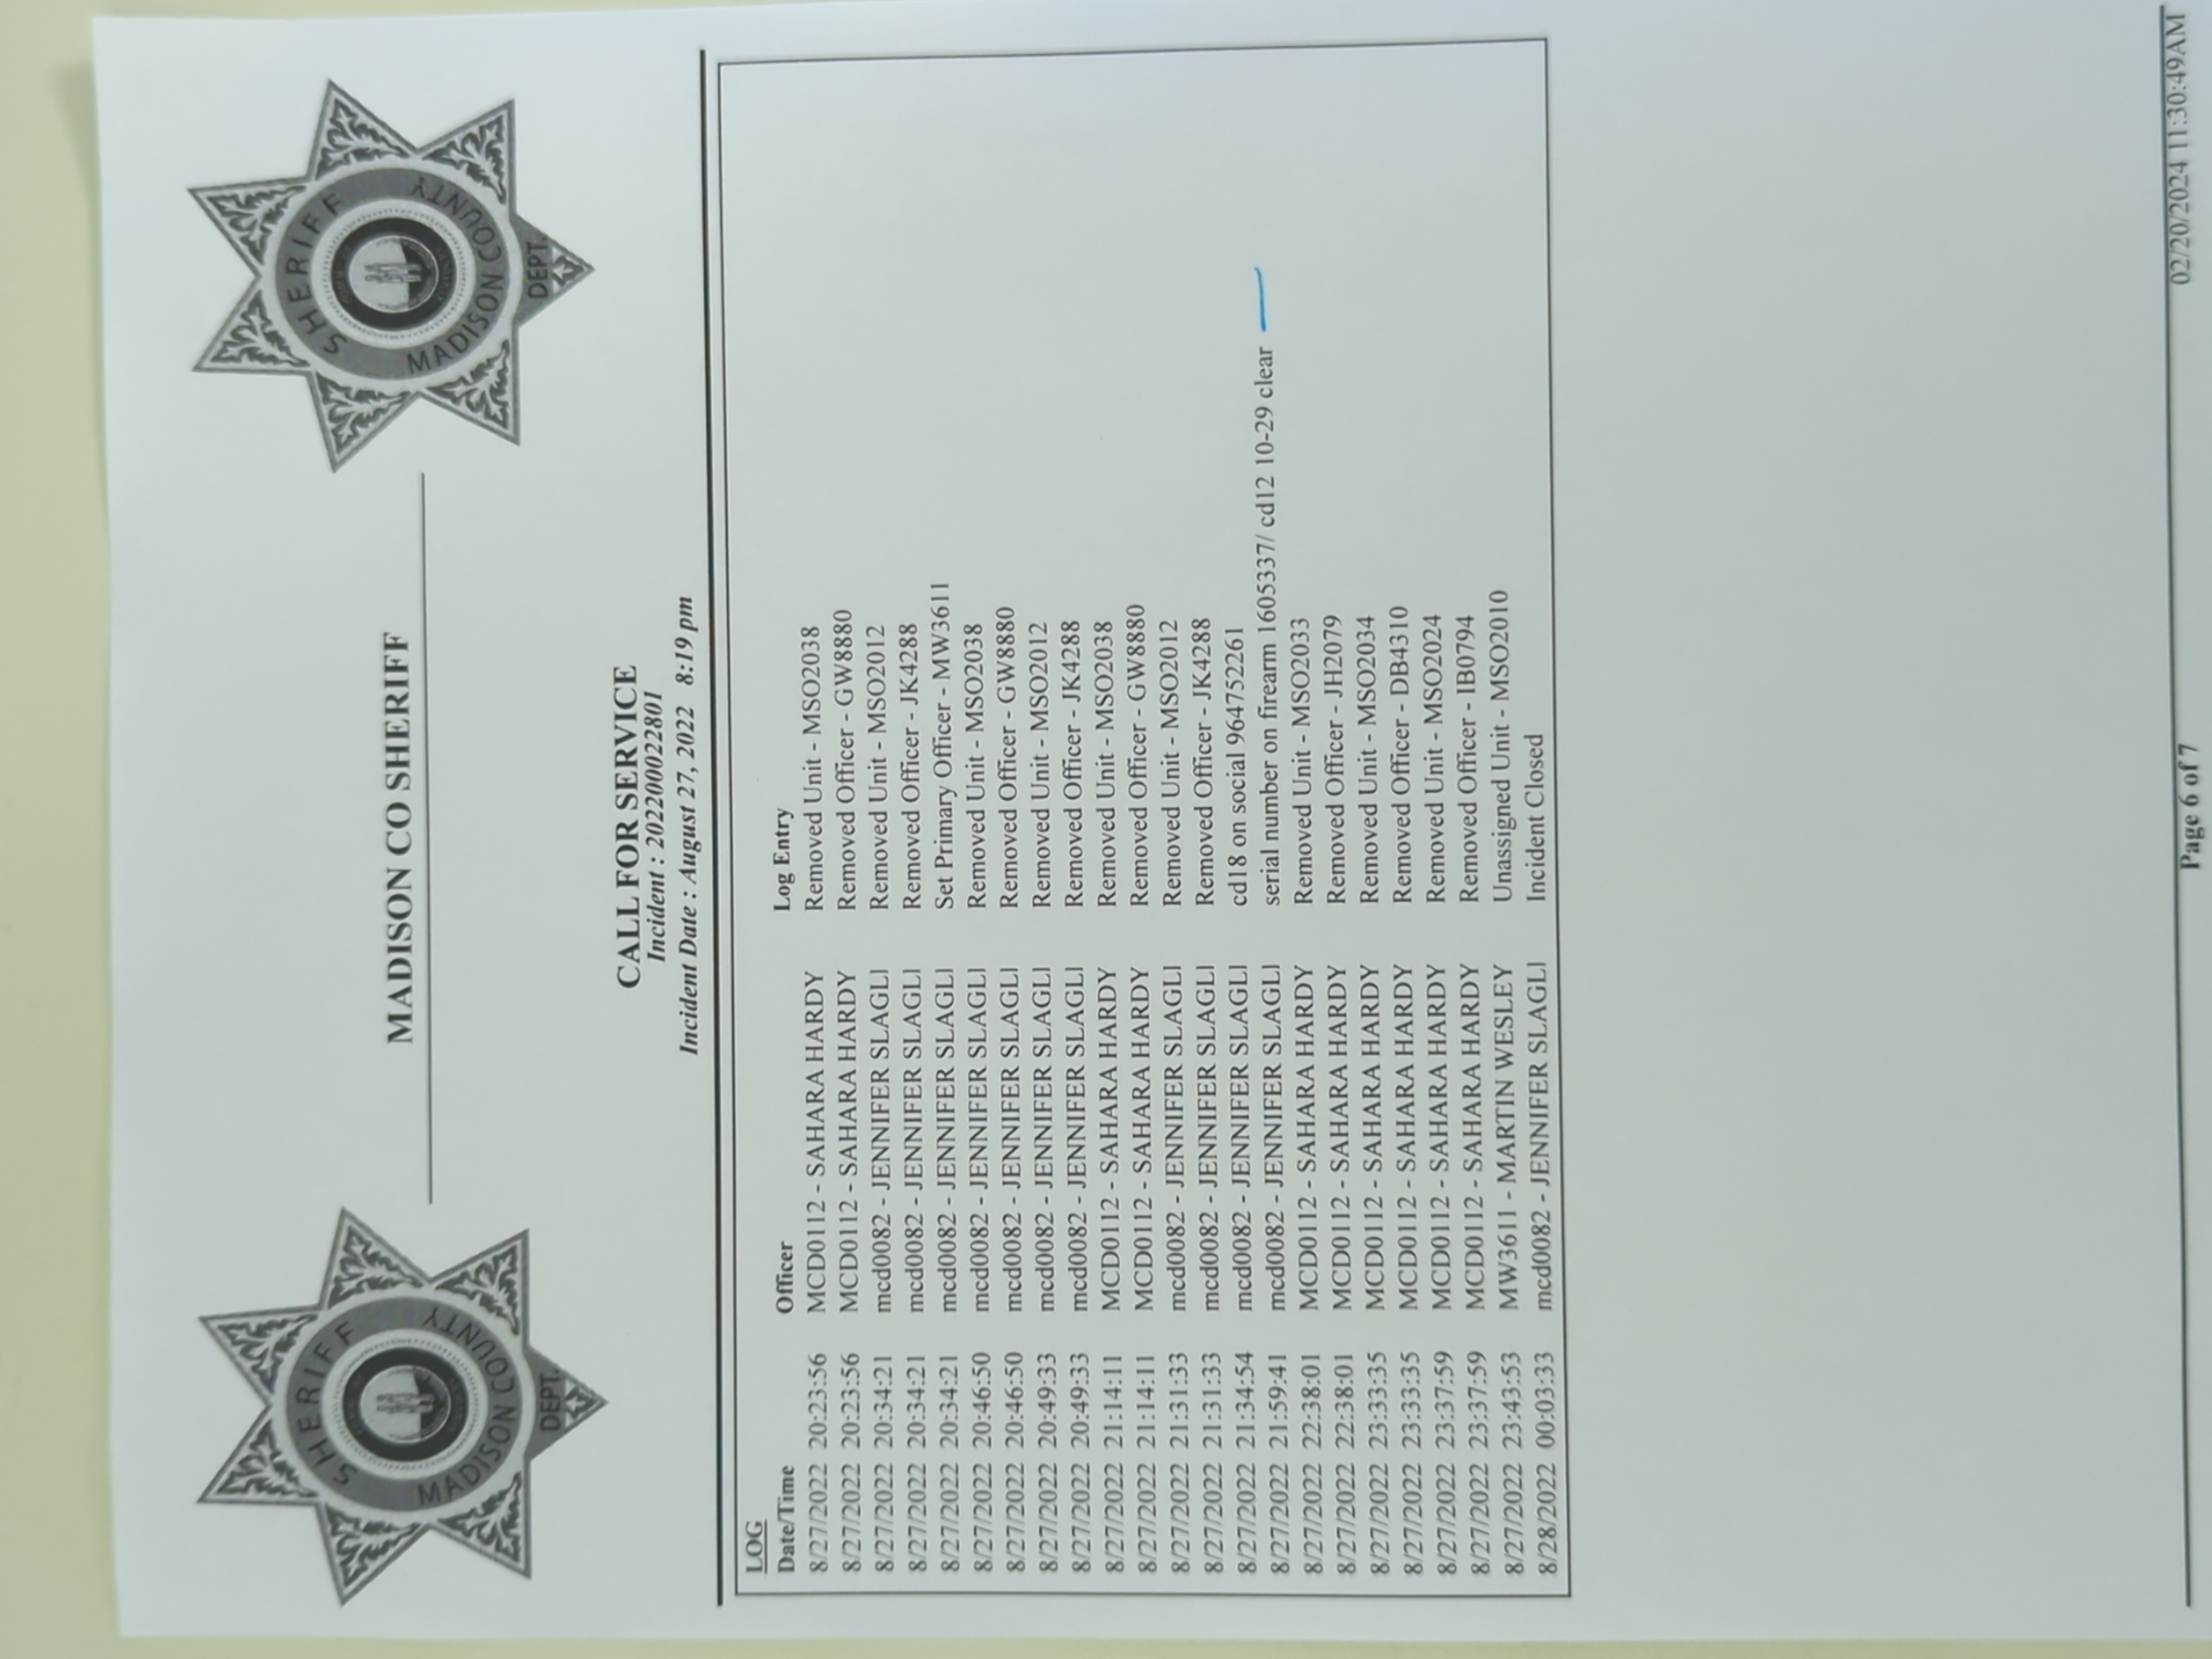 SHERIFF
MADISON COUNTY
DEPT.
MADISON CO SHERIFF
SHERIFF
MADISON COUNTY
DEPT.
CALL FOR SERVICE
Incident : 202200022801
Incident Date : August 27, 2022 8:19 pm
LOG
Date/Time Officer Log Entry
8/27/2022 20:23:56 MCD0112 - SAHARA HARDY Removed Unit - MSO2038
8/27/2022 20:23:56 MCD0112 - SAHARA HARDY Removed Officer - GW8880
8/27/2022 20:34:21 mcd0082 - JENNIFER SLAGLI Removed Unit - MSO2012
8/27/2022 20:34:21 mcd0082 - JENNIFER SLAGLI Removed Officer - JK4288
8/27/2022 20:34:21 mcd0082 - JENNIFER SLAGLI Set Primary Officer - MW3611
8/27/2022 20:46:50 mcd0082 - JENNIFER SLAGLI Removed Unit - MSO2038
8/27/2022 20:46:50 mcd0082 - JENNIFER SLAGLI Removed Officer - GW8880
8/27/2022 20:49:33 mcd0082 - JENNIFER SLAGLI Removed Unit - MSO2012
8/27/2022 20:49:33 mcd0082 - JENNIFER SLAGLI Removed Officer - JK4288
8/27/2022 21:14:11 MCD0112 - SAHARA HARDY Removed Unit - MSO2038
8/27/2022 21:14:11 MCD0112 - SAHARA HARDY Removed Officer - GW8880
8/27/2022 21:31:33 mcd0082 - JENNIFER SLAGLI Removed Unit - MSO2012
8/27/2022 21:31:33 mcd0082 - JENNIFER SLAGLI Removed Officer - JK4288
8/27/2022 21:34:54 mcd0082 - JENNIFER SLAGLI cd18 on social 964752261
8/27/2022 21:59:41 mcd0082 - JENNIFER SLAGLI serial number on firearm 1605337/ cd12 10-29 clear
8/27/2022 22:38:01 MCD0112 - SAHARA HARDY Removed Unit - MSO2033
8/27/2022 22:38:01 MCD0112 - SAHARA HARDY Removed Officer - JH2079
8/27/2022 23:33:35 MCD0112 - SAHARA HARDY Removed Unit - MSO2034
8/27/2022 23:33:35 MCD0112 - SAHARA HARDY Removed Officer - DB4310
8/27/2022 23:37:59 MCD0112 - SAHARA HARDY Removed Unit - MSO2024
8/27/2022 23:37:59 MCD0112 - SAHARA HARDY Removed Officer - IB0794
8/27/2022 23:43:53 MW3611 - MARTIN WESLEY Unassigned Unit - MSO2010
8/28/2022 00:03:33 mcd0082 - JENNIFER SLAGLI Incident Closed
Page 6 of 7
02/20/2024 11:30:49AM